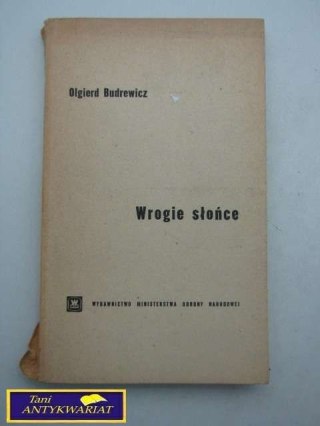 Olgierd Budrewicz
Wrogie słońce
WYDAWNICTWO MINISTERSTWA OBRONY NARODOWEJ
Tani
ANTYKWARIAT